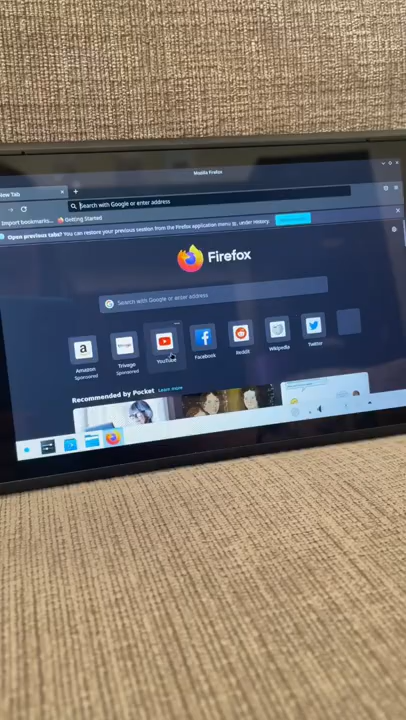 Mozilla Firefox
New Tab
Search with Google or enter address
Import bookmarks...
Getting Started
Open previous tabs? You can restore your previous session from the Firefox application menu, under History.
Firefox
Search with Google or enter address
Amazon
Sponsored
Trivago
Sponsored
YouTube
Facebook
Reddit
Wikipedia
Twitter
Recommended by Pocket
Learn more